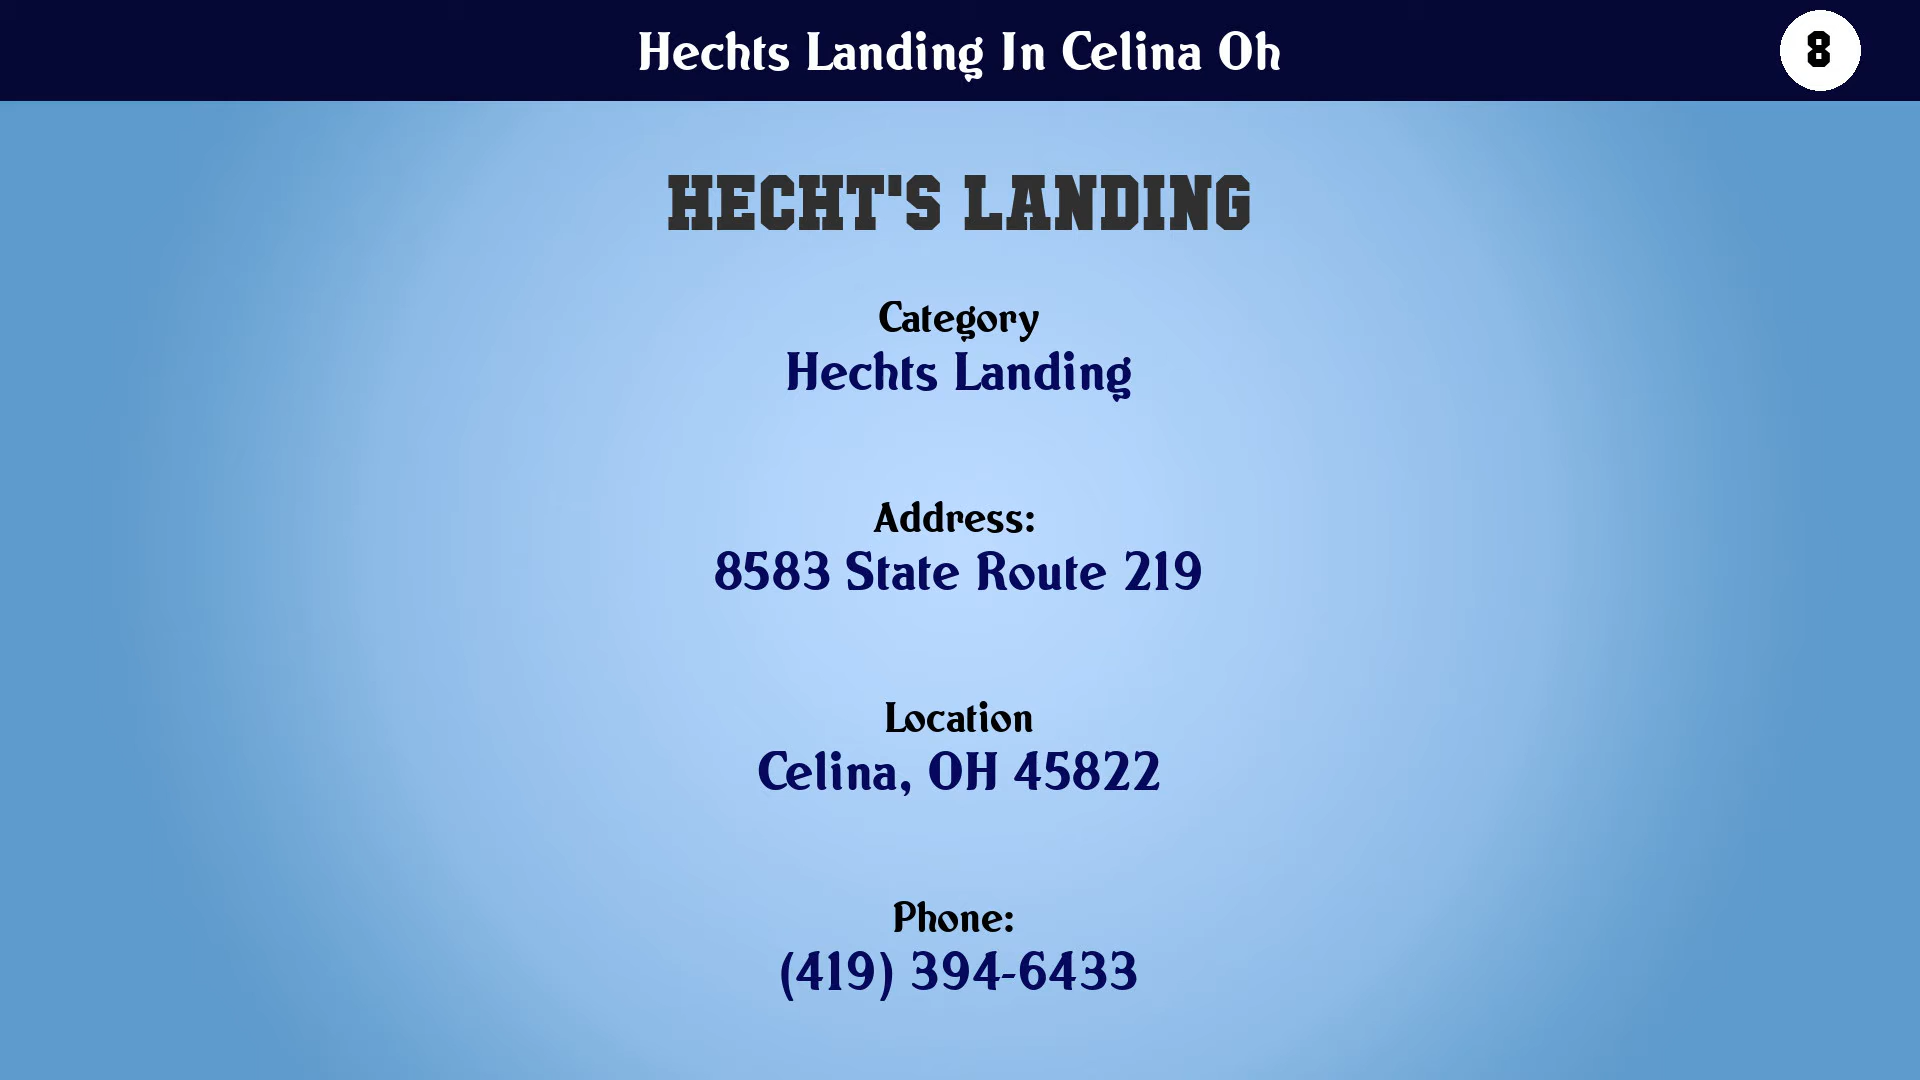 Hechts Landing In Celina Oh
8
HECHT'S LANDING
Category
Hechts Landing
Address:
8583 State Route 219
Location
Celina, OH 45822
Phone:
(419) 394-6433